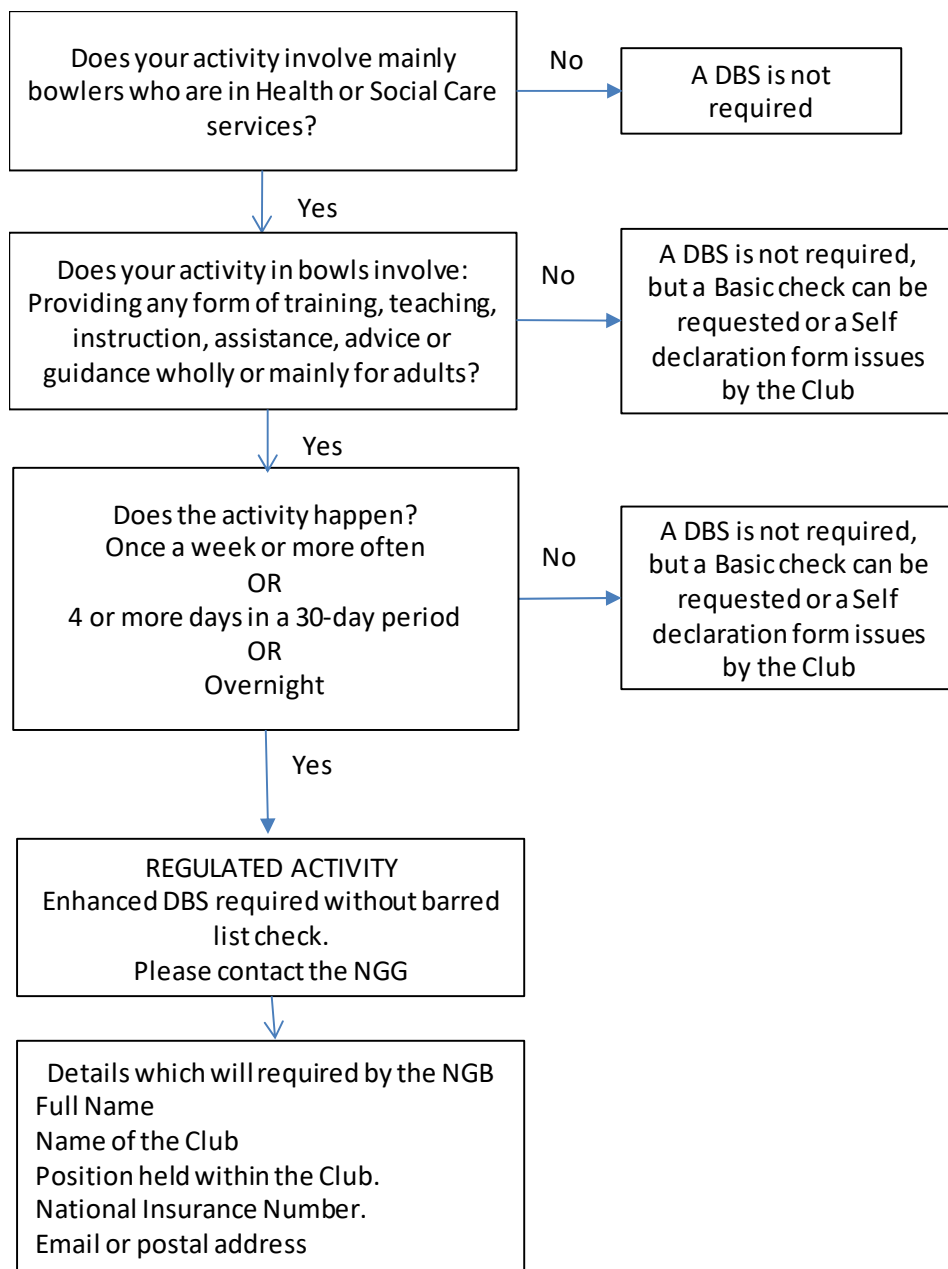 Does your activity involve mainly
bowlers who are in Health or Social Care
services?
No
A DBS is not
required
Yes
Does your activity in bowls involve:
Providing any form of training, teaching,
instruction, assistance, advice or
guidance wholly or mainly for adults?
No
A DBS is not required,
but a Basic check can be
requested or a Self
declaration form issues
by the Club
Yes
Does the activity happen?
Once a week or more often
OR
4 or more days in a 30-day period
OR
Overnight
No
A DBS is not required,
but a Basic check can be
requested or a Self
declaration form issues
by the Club
Yes
REGULATED ACTIVITY
Enhanced DBS required without barred
list check.
Please contact the NGG
Details which will required by the NGB
Full Name
Name of the Club
Position held within the Club.
National Insurance Number.
Email or postal address